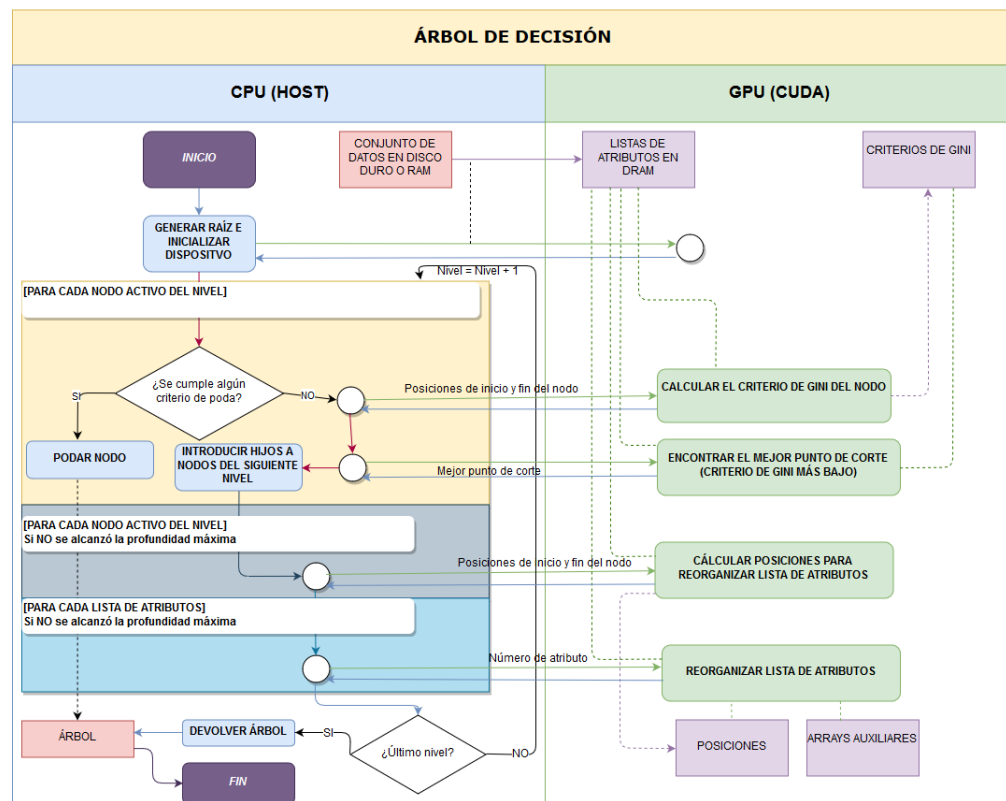 ÁRBOL DE DECISIÓN
CPU (HOST)
GPU (CUDA)
INICIO
CONJUNTO DE
DATOS EN DISCO
DURO O RAM
LISTAS DE
ATRIBUTOS EN
DRAM
CRITERIOS DE GINI
GENERAR RAÍZ E
INICIALIZAR
DISPOSITVO
Nivel = Nivel + 1
[PARA CADA NODO ACTIVO DEL NIVEL]
¿Se cumple algún
criterio de poda?
SI
NO
Posiciones de inicio y fin del nodo
CALCULAR EL CRITERIO DE GINI DEL NODO
PODAR NODO
INTRODUCIR HIJOS A
NODOS DEL SIGUIENTE
NIVEL
Mejor punto de corte
ENCONTRAR EL MEJOR PUNTO DE CORTE
(CRITERIO DE GINI MÁS BAJO)
[PARA CADA NODO ACTIVO DEL NIVEL]
Si NO se alcanzó la profundidad máxima
Posiciones de inicio y fin del nodo
CÁLCULAR POSICIONES PARA
REORGANIZAR LISTA DE ATRIBUTOS
[PARA CADA LISTA DE ATRIBUTOS]
Si NO se alcanzó la profundidad máxima
Número de atributo
REORGANIZAR LISTA DE ATRIBUTOS
ÁRBOL
DEVOLVER ÁRBOL
SI
¿Último nivel?
NO
POSICIONES
ARRAYS AUXILIARES
FIN